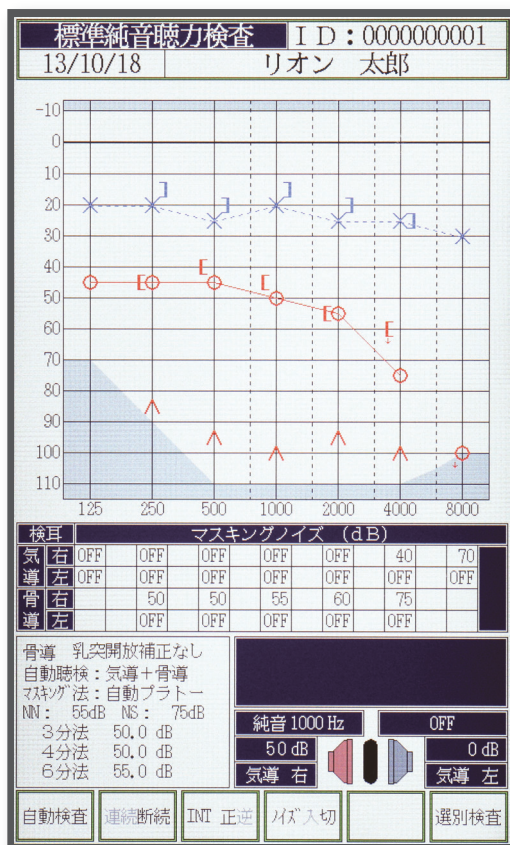 標準純音聴力検査 ID:0000000001
13/10/18 リオン 太郎
-10
0
10
20
30
40
50
60
70
80
90
100
110
125 250 500 1000 2000 4000 8000
検耳 マスキングノイズ (dB)
気導 右 OFF OFF OFF OFF OFF 40 70
左 OFF OFF OFF OFF OFF OFF OFF
骨導 右 50 50 55 60 75
左 OFF OFF OFF OFF OFF
骨導 乳突開放補正なし
自動聴検:気導+骨導
マスキング法:自動プラトー
NN: 55dB NS: 75dB
3分法 50.0 dB
4分法 50.0 dB
6分法 55.0 dB
純音 1000 Hz OFF
50 dB 0 dB
気導 右 気導 左
自動検査 連続断続 INT 正逆 ノイズ入切 選別検査